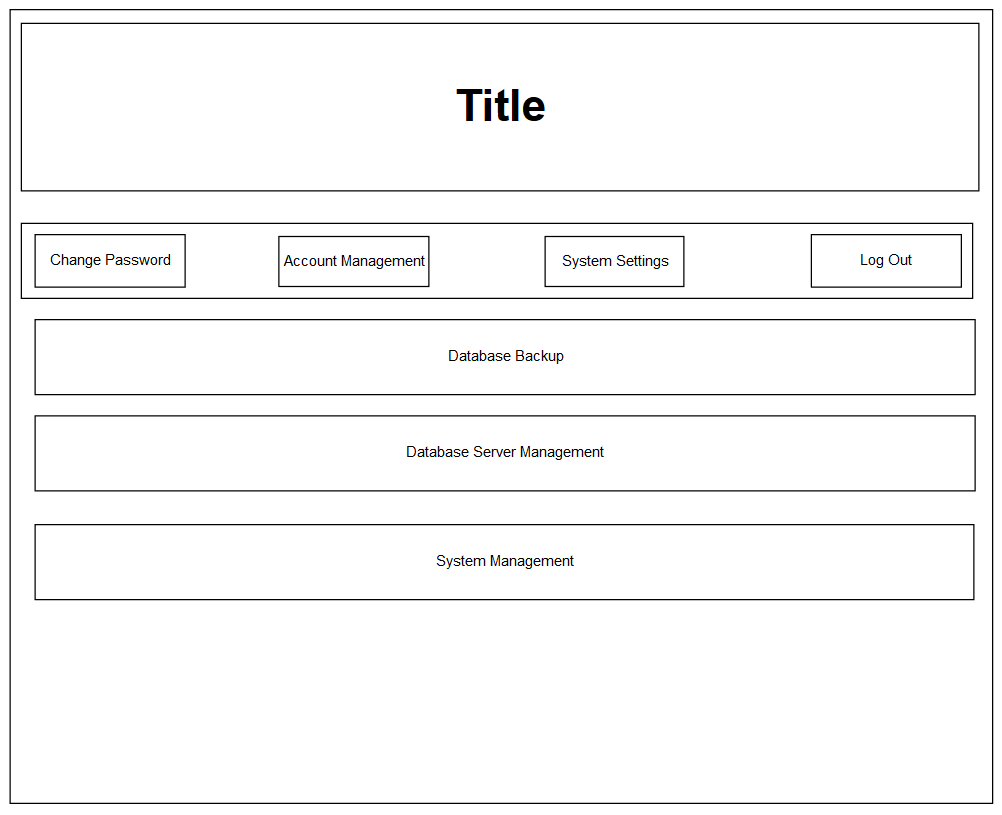 Title
Change Password
Account Management
System Settings
Log Out
Database Backup
Database Server Management
System Management